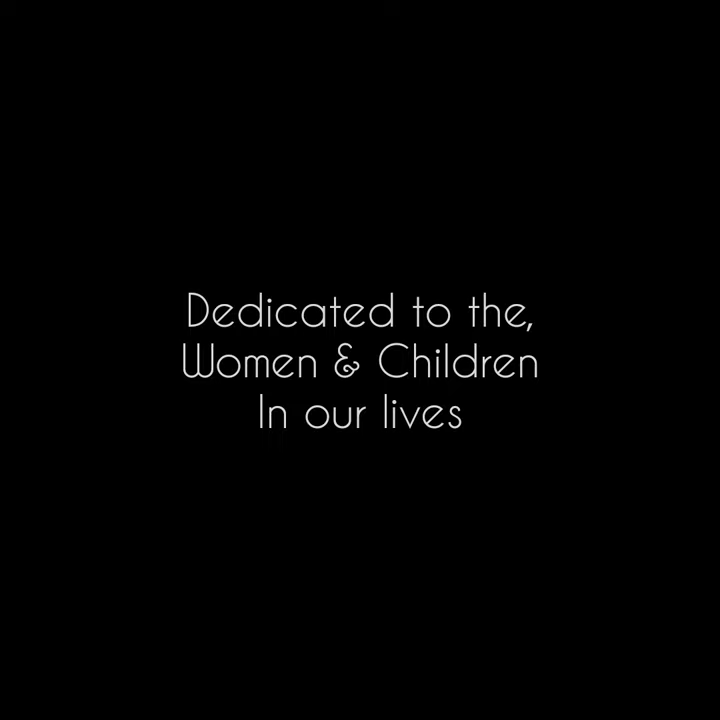 Dedicated to the,
Women & Children
In our lives